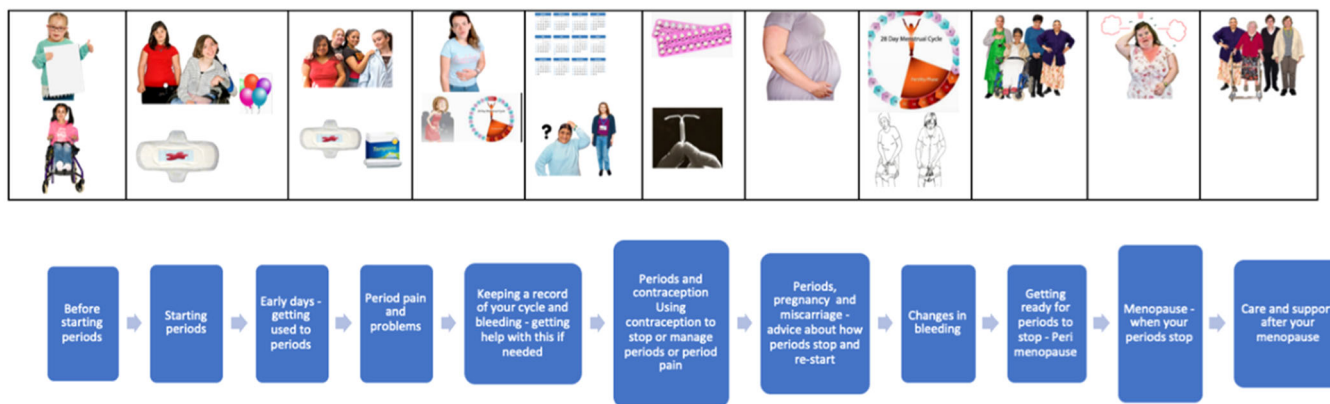 28 Day Menstrual Cycle
?
Before
starting
periods
Starting
periods
Early days -
getting
used to
periods
Period pain
and
problems
Keeping a record
of your cycle and
bleeding - getting
help with this if
needed
Periods and
contraception
Using
contraception to
stop or manage
periods or period
pain
Periods,
pregnancy and
miscarriage -
advice about how
periods stop and
re-start
Changes in
bleeding
Getting
ready for
periods to
stop - Peri
menopause
Menopause -
when your
periods stop
Care and support
after your
menopause